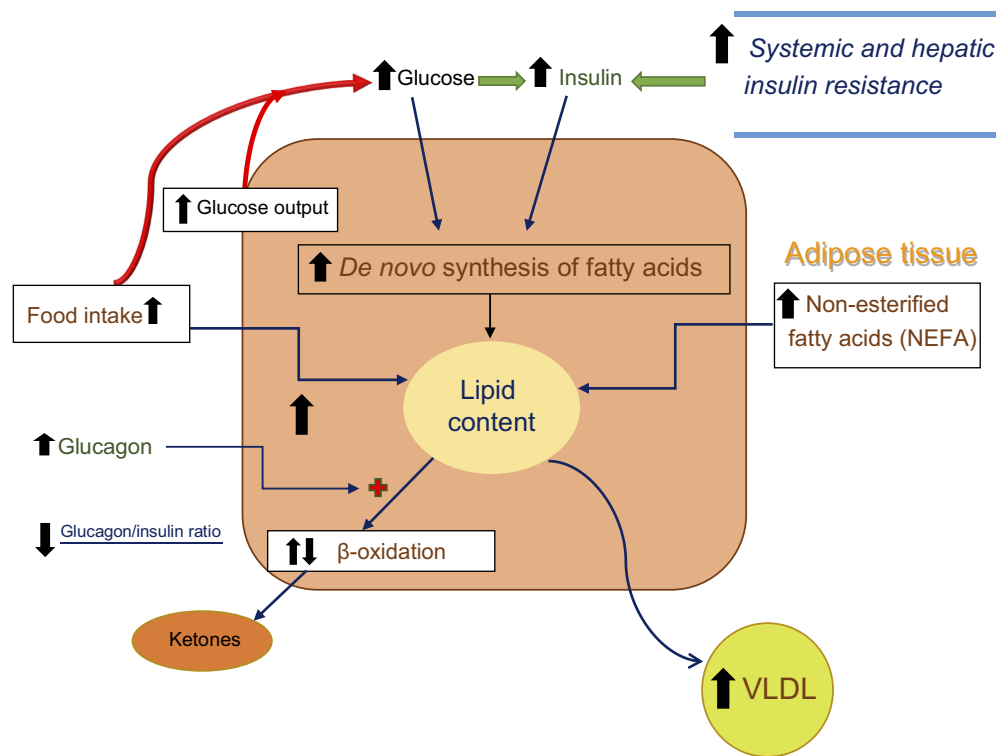 Systemic and hepatic
insulin resistance
Glucose
Insulin
Glucose output
De novo synthesis of fatty acids
Adipose tissue
Food intake
Non-esterified
fatty acids (NEFA)
Lipid
content
Glucagon
Glucagon/insulin ratio
β-oxidation
Ketones
VLDL